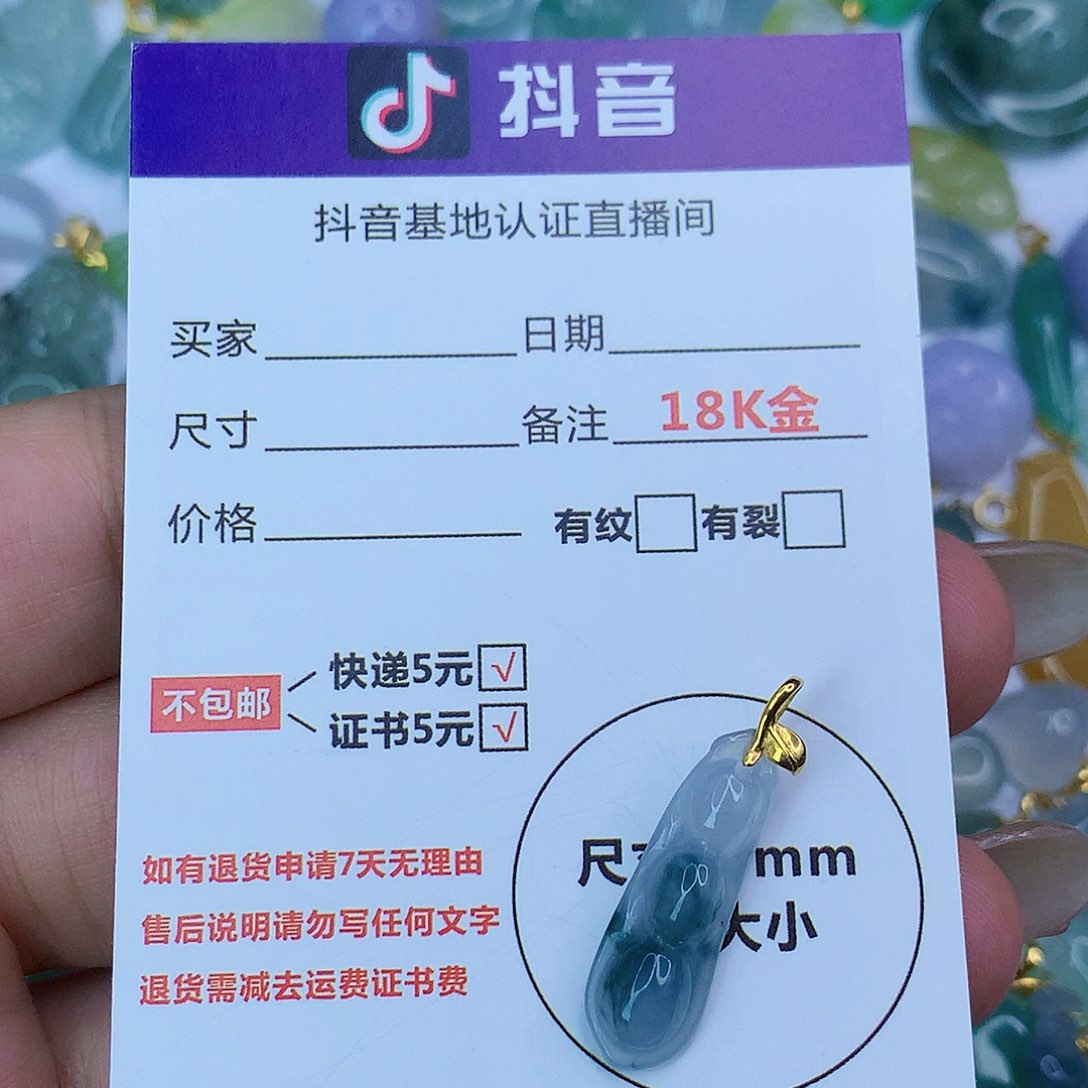 抖音
抖音基地认证直播间
买家 日期
尺寸 备注 18K金
价格 有纹 有裂
不包邮
快递5元 √
证书5元 √
如有退货申请7天无理由
售后说明请勿写任何文字
退货需减去运费证书费
尺 mm
大小